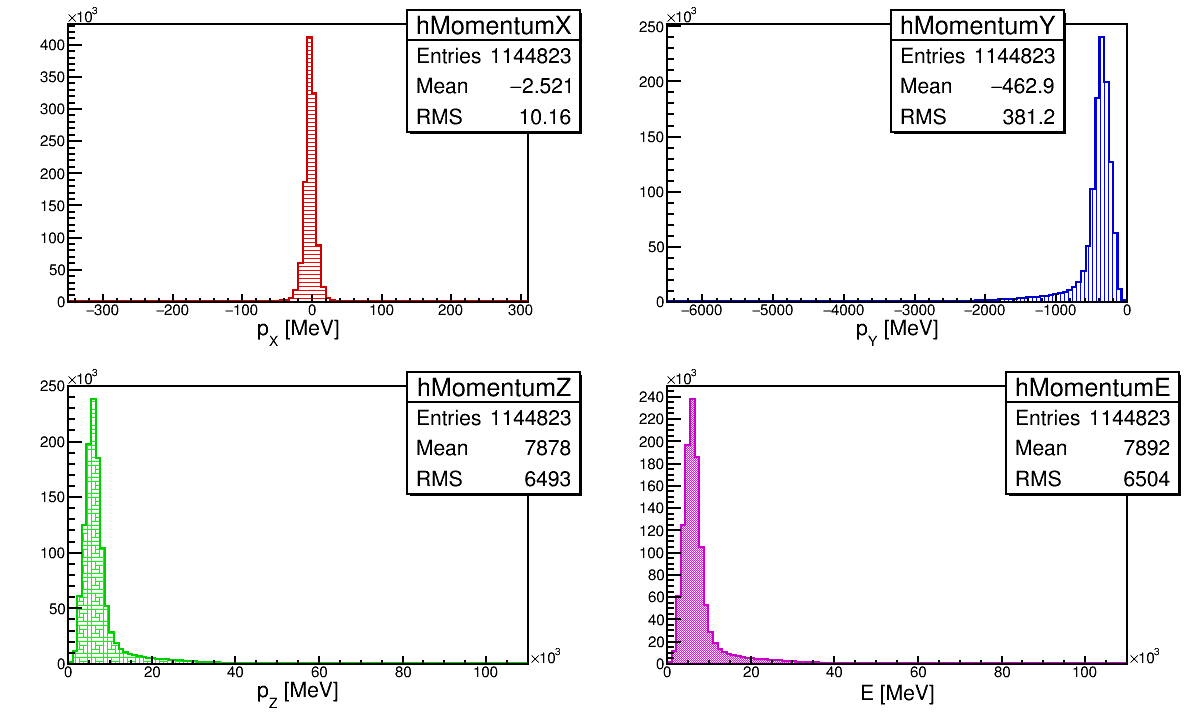 ×10³
hMomentumX
Entries 1144823
Mean −2.521
RMS 10.16
400
350
300
250
200
150
100
50
0
−300 −200 −100 0 100 200 300
pX [MeV]
×10³
hMomentumY
Entries 1144823
Mean −462.9
RMS 381.2
250
200
150
100
50
0
−6000 −5000 −4000 −3000 −2000 −1000 0
pY [MeV]
×10³
hMomentumZ
Entries 1144823
Mean 7878
RMS 6493
250
200
150
100
50
0
0 20 40 60 80 100
×10³
pZ [MeV]
×10³
hMomentumE
Entries 1144823
Mean 7892
RMS 6504
240
220
200
180
160
140
120
100
80
60
40
20
0
0 20 40 60 80 100
×10³
E [MeV]